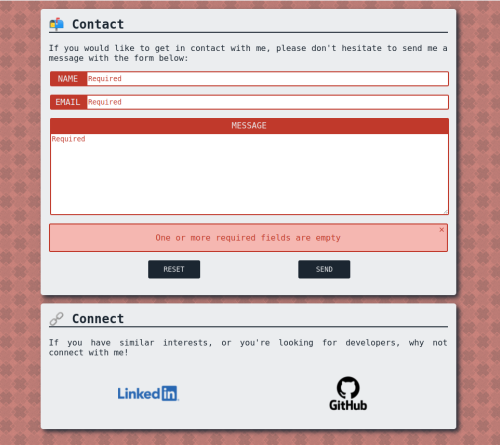 Contact
If you would like to get in contact with me, please don't hesitate to send me a
message with the form below:
NAME Required
EMAIL Required
MESSAGE
Required
×
One or more required fields are empty
RESET SEND
Connect
If you have similar interests, or you're looking for developers, why not
connect with me!
Linked in GitHub